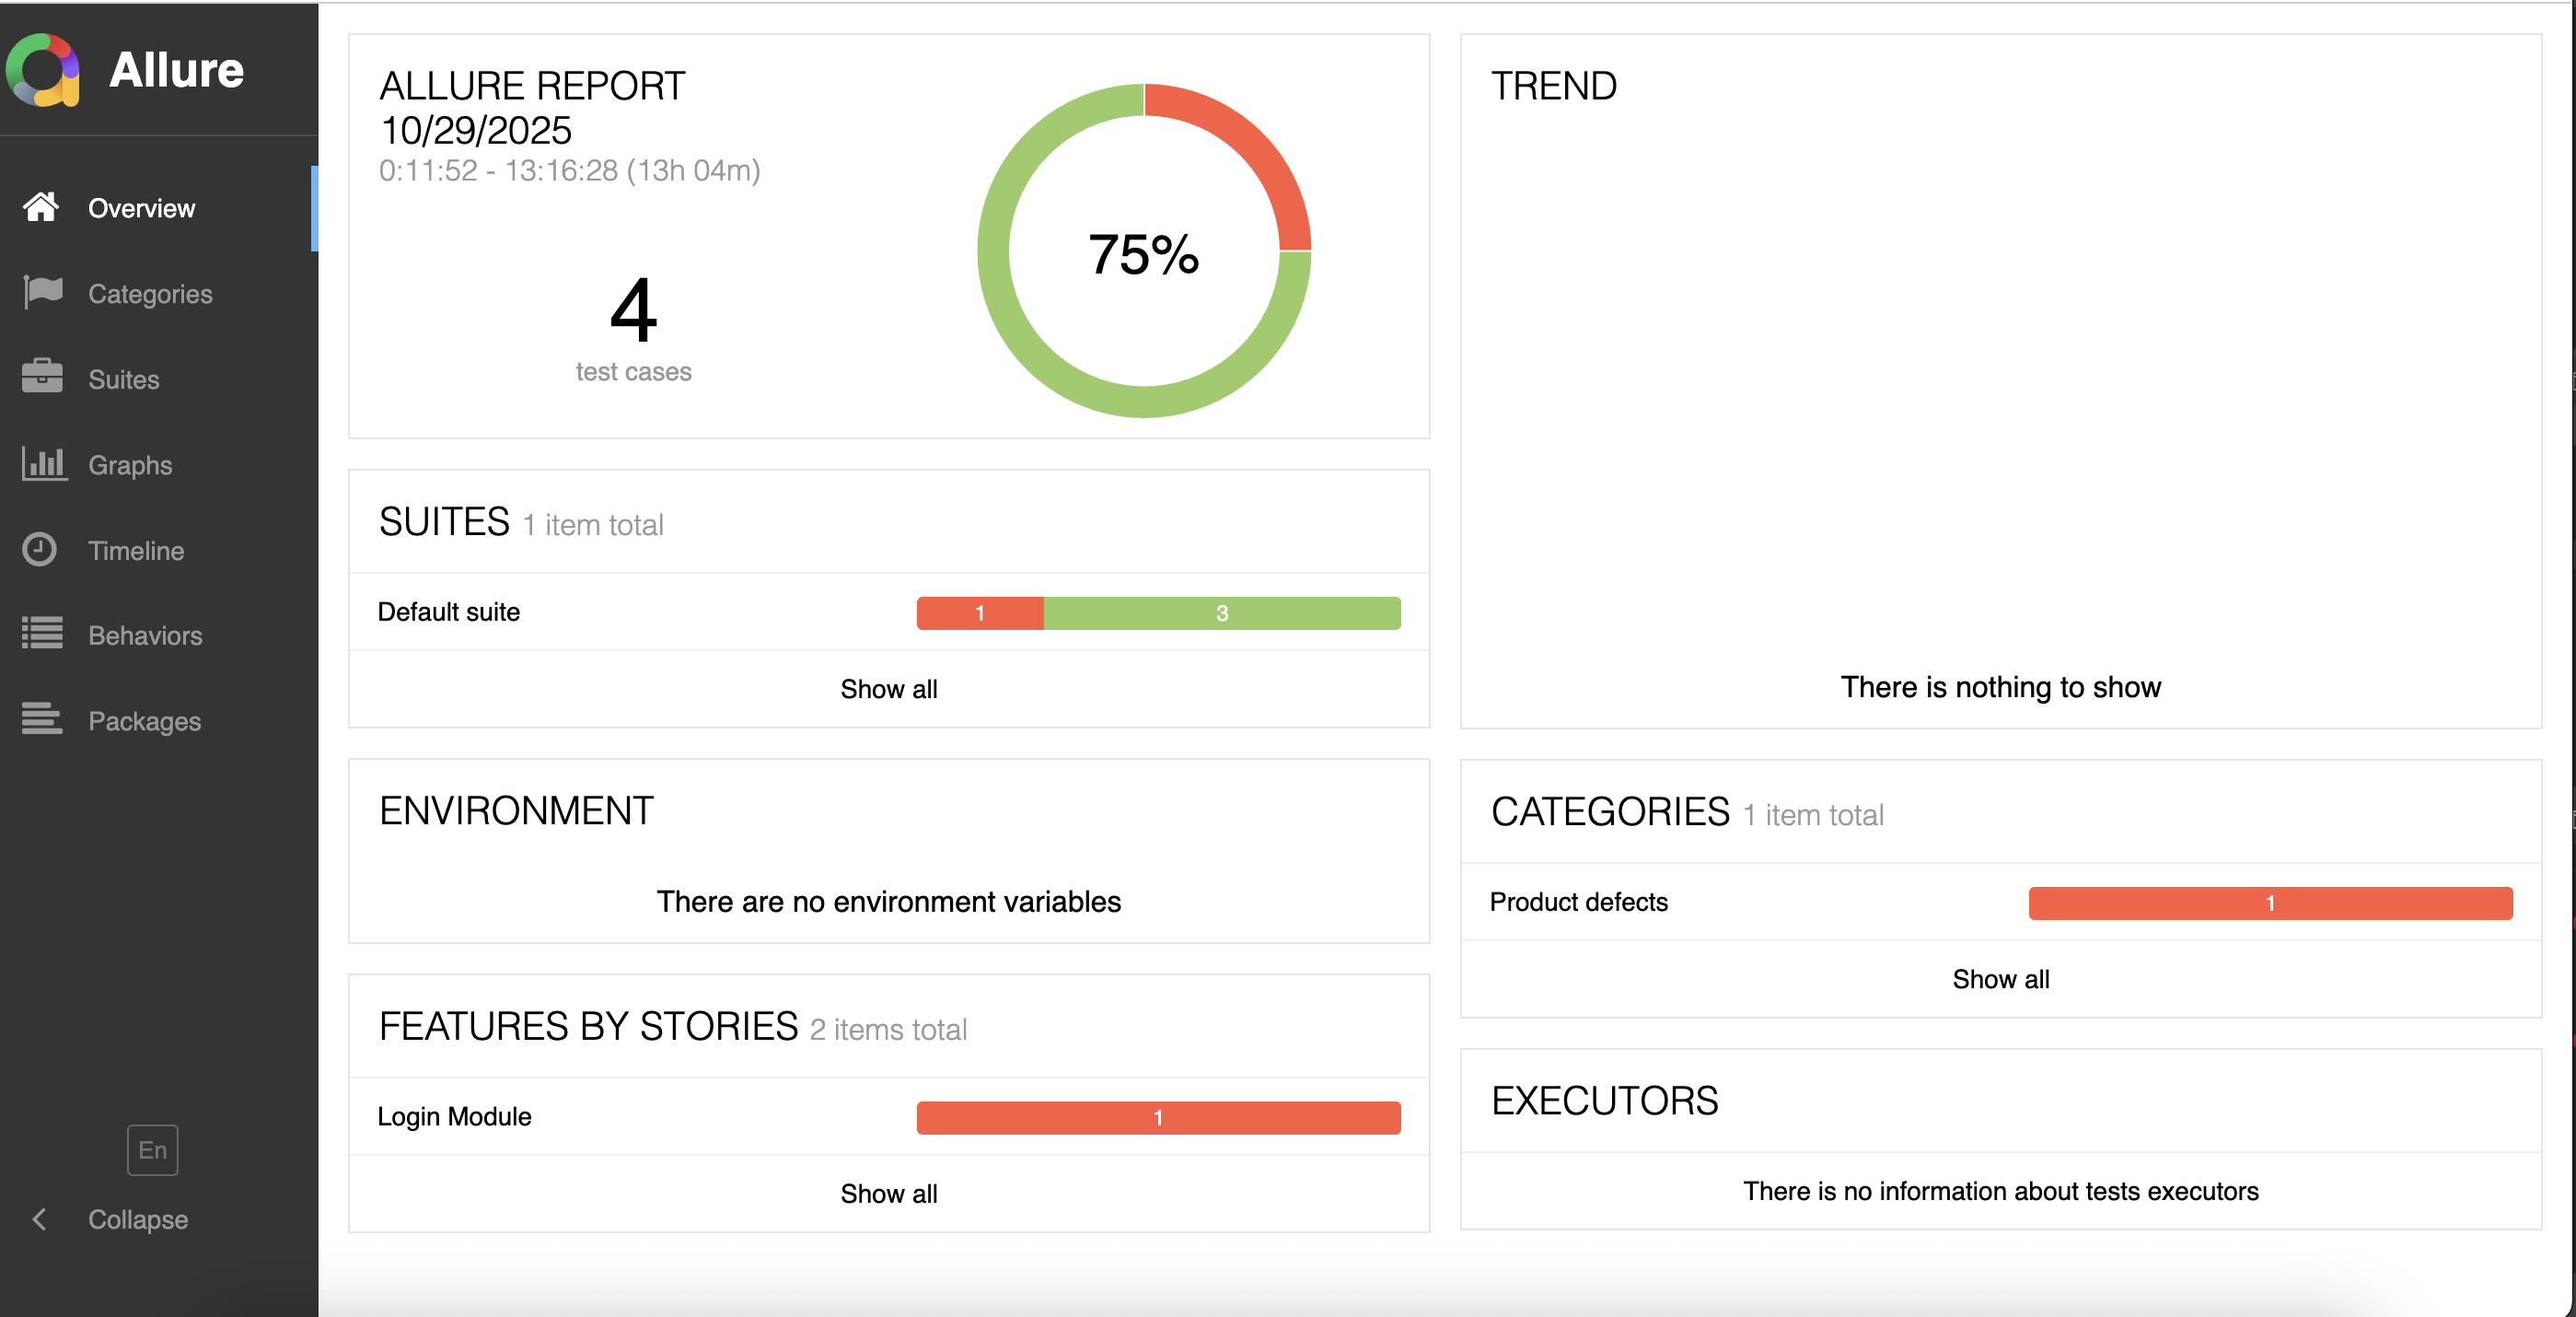 Allure
Overview
Categories
Suites
Graphs
Timeline
Behaviors
Packages
En
Collapse
ALLURE REPORT
10/29/2025
0:11:52 - 13:16:28 (13h 04m)
4
test cases
75%
SUITES 1 item total
Default suite 1 3
Show all
ENVIRONMENT
There are no environment variables
FEATURES BY STORIES 2 items total
Login Module 1
Show all
TREND
There is nothing to show
CATEGORIES 1 item total
Product defects 1
Show all
EXECUTORS
There is no information about tests executors